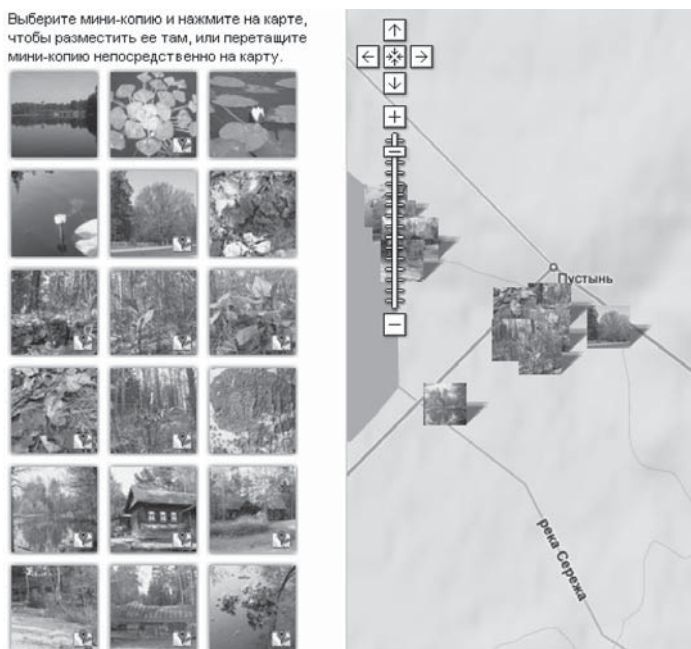 Выберите мини-копию и нажмите на карте,
чтобы разместить ее там, или перетащите
мини-копию непосредственно на карту.
Пустынь
река Сережа